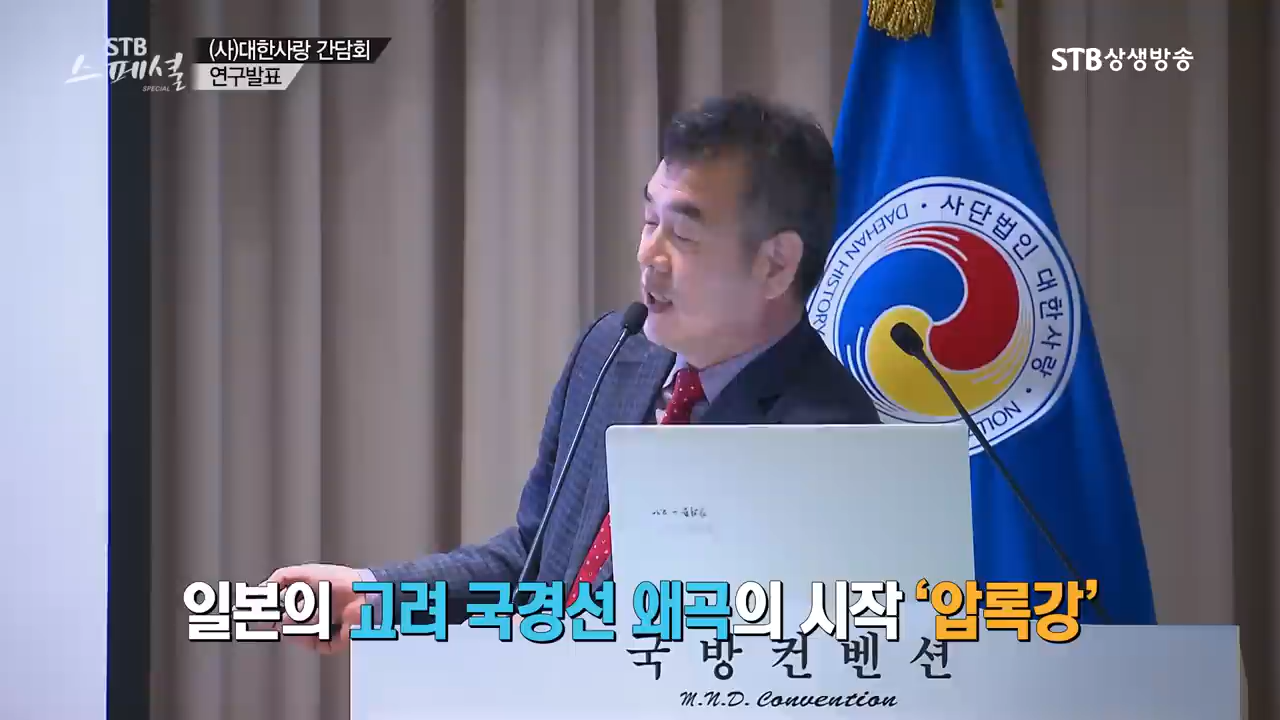 STB
스페셜
SPECIAL
(사)대한사랑 간담회
연구발표
STB상생방송
사단법인 대한사랑
DAEHAN HISTORY
일본의 고려 국경선 왜곡의 시작 ‘압록강’
국방컨벤션
M.N.D. Convention